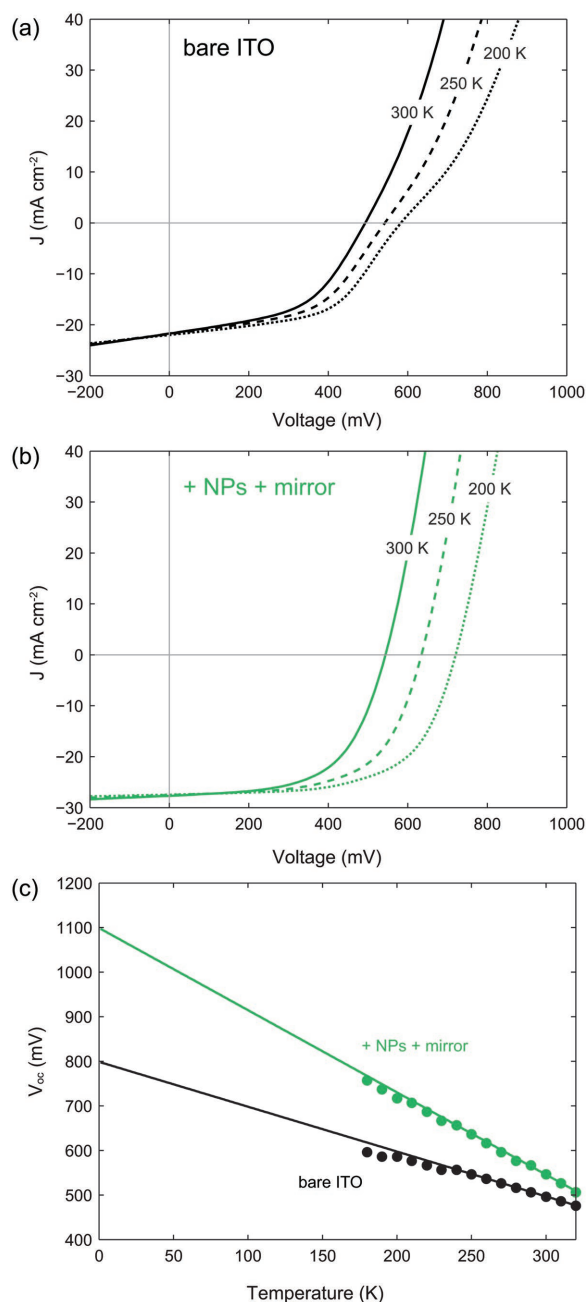 (a)
bare ITO
40
30
20
10
0
−10
−20
−30
J (mA cm-2)
300 K
250 K
200 K
−200
0
200
400
600
800
1000
Voltage (mV)
(b)
+ NPs + mirror
40
30
20
10
0
−10
−20
−30
J (mA cm-2)
300 K
250 K
200 K
−200
0
200
400
600
800
1000
Voltage (mV)
(c)
1200
1100
1000
900
800
700
600
500
400
Voc (mV)
+ NPs + mirror
bare ITO
0
50
100
150
200
250
300
Temperature (K)